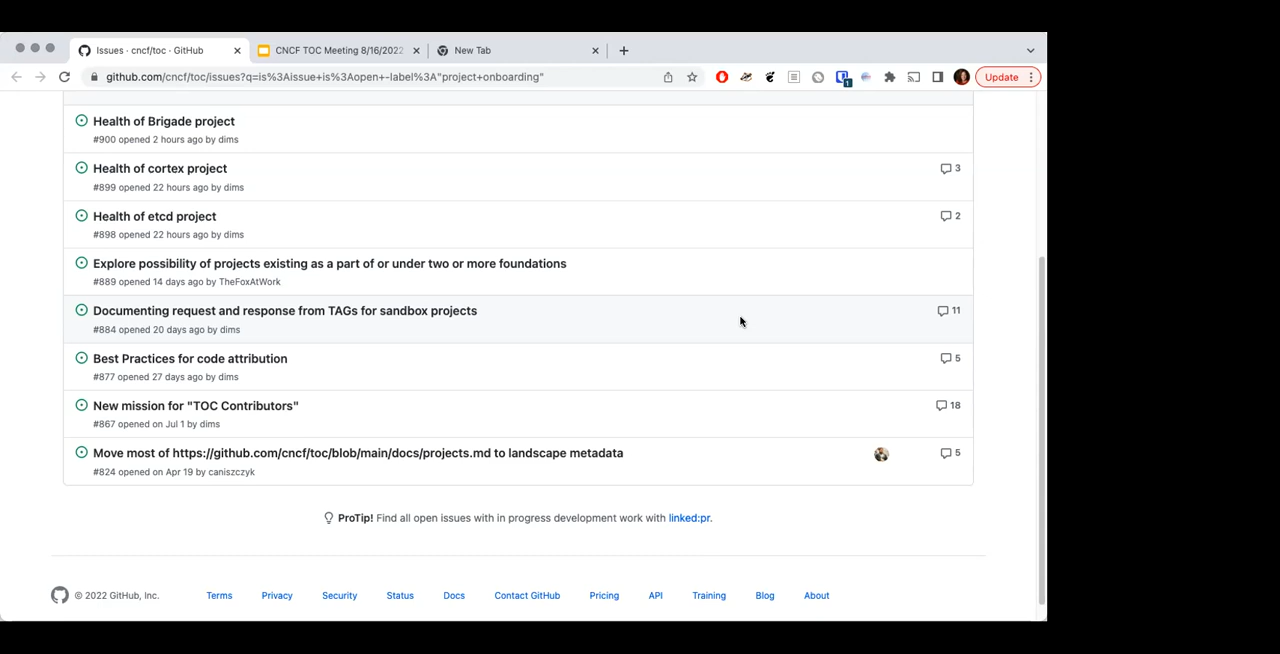 Issues · cncf/toc · GitHub
CNCF TOC Meeting 8/16/2022
New Tab
github.com/cncf/toc/issues?q=is%3Aissue+is%3Aopen+-label%3A"project+onboarding"
1
Update
Health of Brigade project
#900 opened 2 hours ago by dims
Health of cortex project
3
#899 opened 22 hours ago by dims
Health of etcd project
2
#898 opened 22 hours ago by dims
Explore possibility of projects existing as a part of or under two or more foundations
#889 opened 14 days ago by TheFoxAtWork
Documenting request and response from TAGs for sandbox projects
11
#884 opened 20 days ago by dims
Best Practices for code attribution
5
#877 opened 27 days ago by dims
New mission for "TOC Contributors"
18
#867 opened on Jul 1 by dims
Move most of https://github.com/cncf/toc/blob/main/docs/projects.md to landscape metadata
5
#824 opened on Apr 19 by caniszczyk
ProTip! Find all open issues with in progress development work with linked:pr.
© 2022 GitHub, Inc. Terms Privacy Security Status Docs Contact GitHub Pricing API Training Blog About